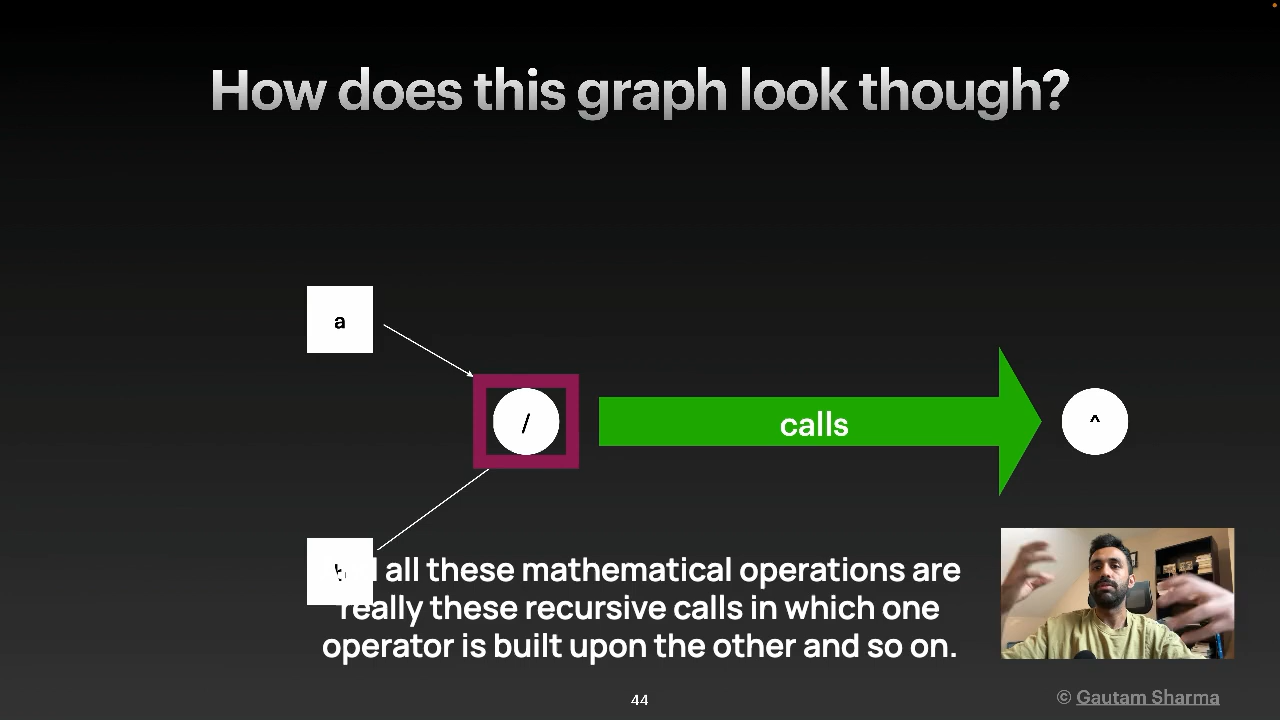 How does this graph look though?
a
/
calls
^
all these mathematical operations are
really these recursive calls in which one
operator is built upon the other and so on.
44
© Gautam Sharma